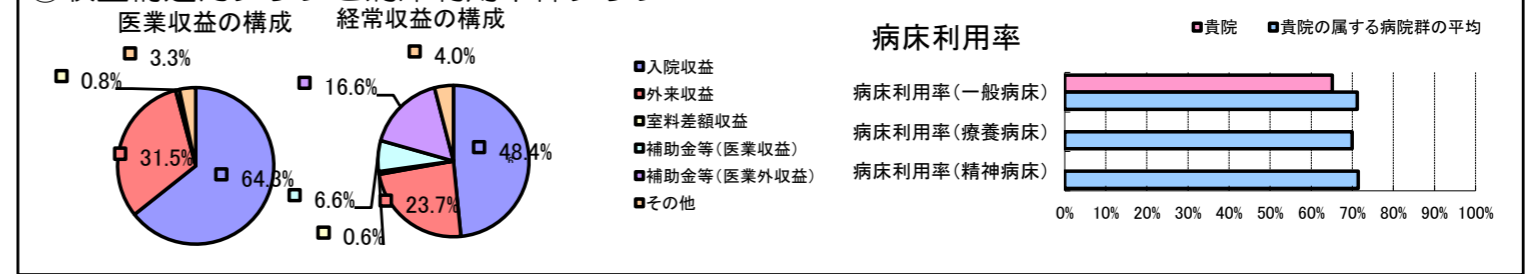 医業収益の構成
3.3%
0.8%
31.5%
64.3%
経常収益の構成
4.0%
16.6%
48.4%
6.6%
23.7%
0.6%
入院収益
外来収益
室料差額収益
補助金等(医業収益)
補助金等(医業外収益)
その他
病床利用率
貴院
貴院の属する病院群の平均
病床利用率(一般病床)
病床利用率(療養病床)
病床利用率(精神病床)
0% 10% 20% 30% 40% 50% 60% 70% 80% 90% 100%